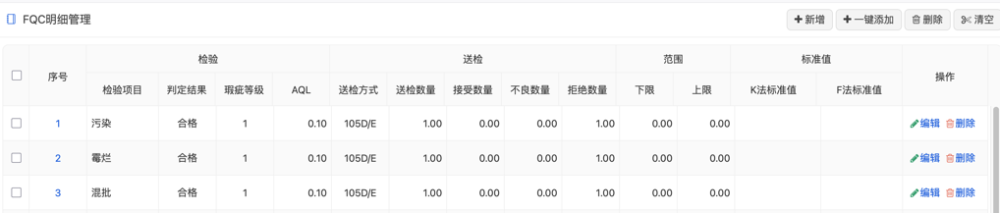 FQC明细管理 新增 一键添加 删除 清空
检验 送检 范围 标准值
序号 操作
检验项目 判定结果 瑕疵等级 AQL 送检方式 送检数量 接受数量 不良数量 拒绝数量 下限 上限 K法标准值 F法标准值
1 污染 合格 1 0.10 105D/E 1.00 0.00 0.00 1.00 0.00 0.00 编辑 删除
2 霉烂 合格 1 0.10 105D/E 1.00 0.00 0.00 1.00 0.00 0.00 编辑 删除
3 混批 合格 1 0.10 105D/E 1.00 0.00 0.00 1.00 0.00 0.00 编辑 删除